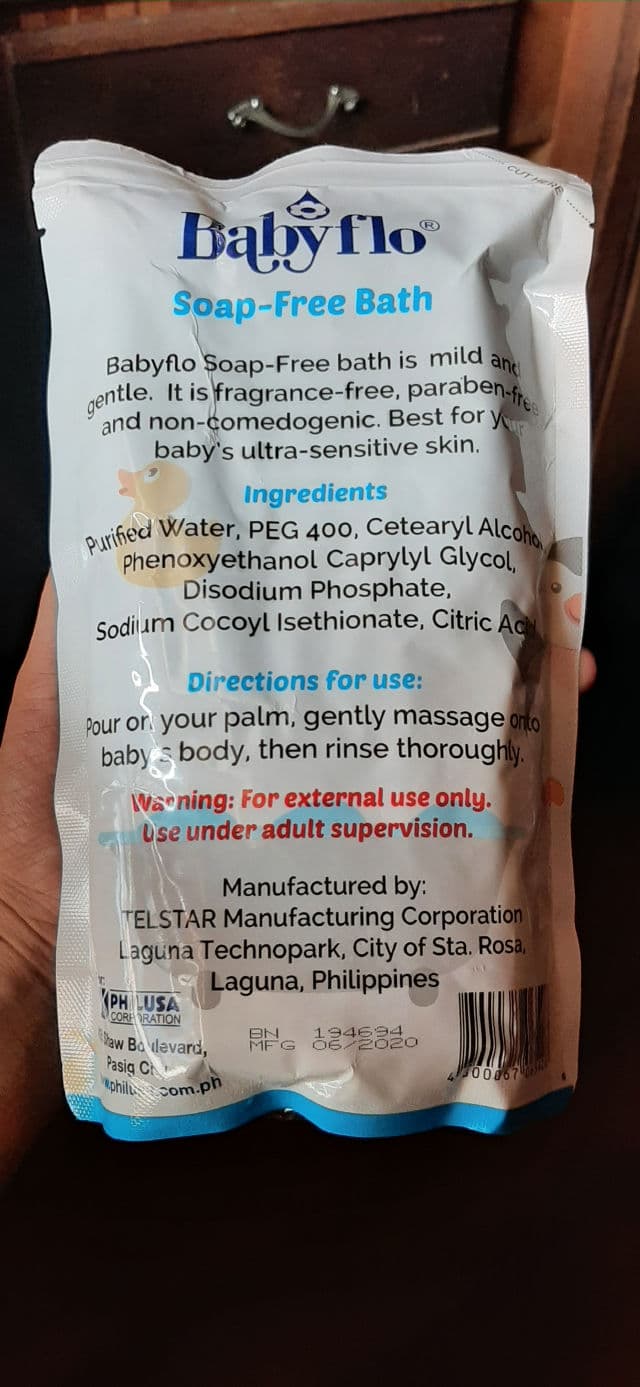 CUT HERE
Babyflo®
Soap-Free Bath
Babyflo Soap-Free bath is mild and
gentle. It is fragrance-free, paraben-free
and non-comedogenic. Best for your
baby's ultra-sensitive skin.
Ingredients
Purified Water, PEG 400, Cetearyl Alcohol,
Phenoxyethanol Caprylyl Glycol,
Disodium Phosphate,
Sodium Cocoyl Isethionate, Citric Acid
Directions for use:
Pour on your palm, gently massage onto
baby's body, then rinse thoroughly.
Warning: For external use only.
Use under adult supervision.
Manufactured by:
TELSTAR Manufacturing Corporation
Laguna Technopark, City of Sta. Rosa,
Laguna, Philippines
PHILUSA
CORPORATION
Shaw Boulevard,
Pasig
BN 194694
MFG 06/2020